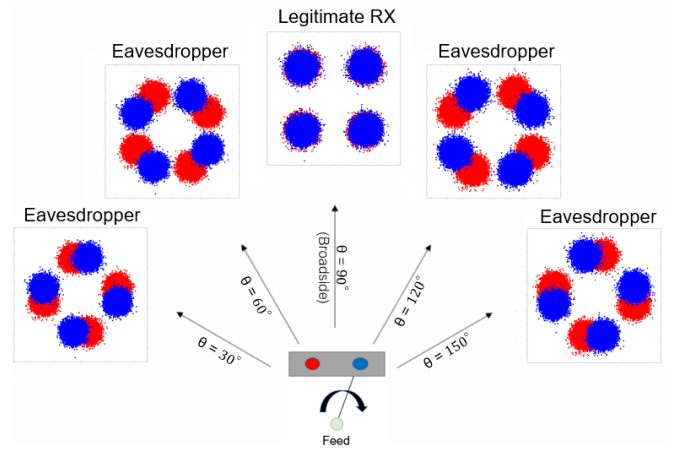 Legitimate RX
Eavesdropper
Eavesdropper
Eavesdropper
Eavesdropper
θ = 90°
(Broadside)
θ = 60°
θ = 120°
θ = 30°
θ = 150°
Feed